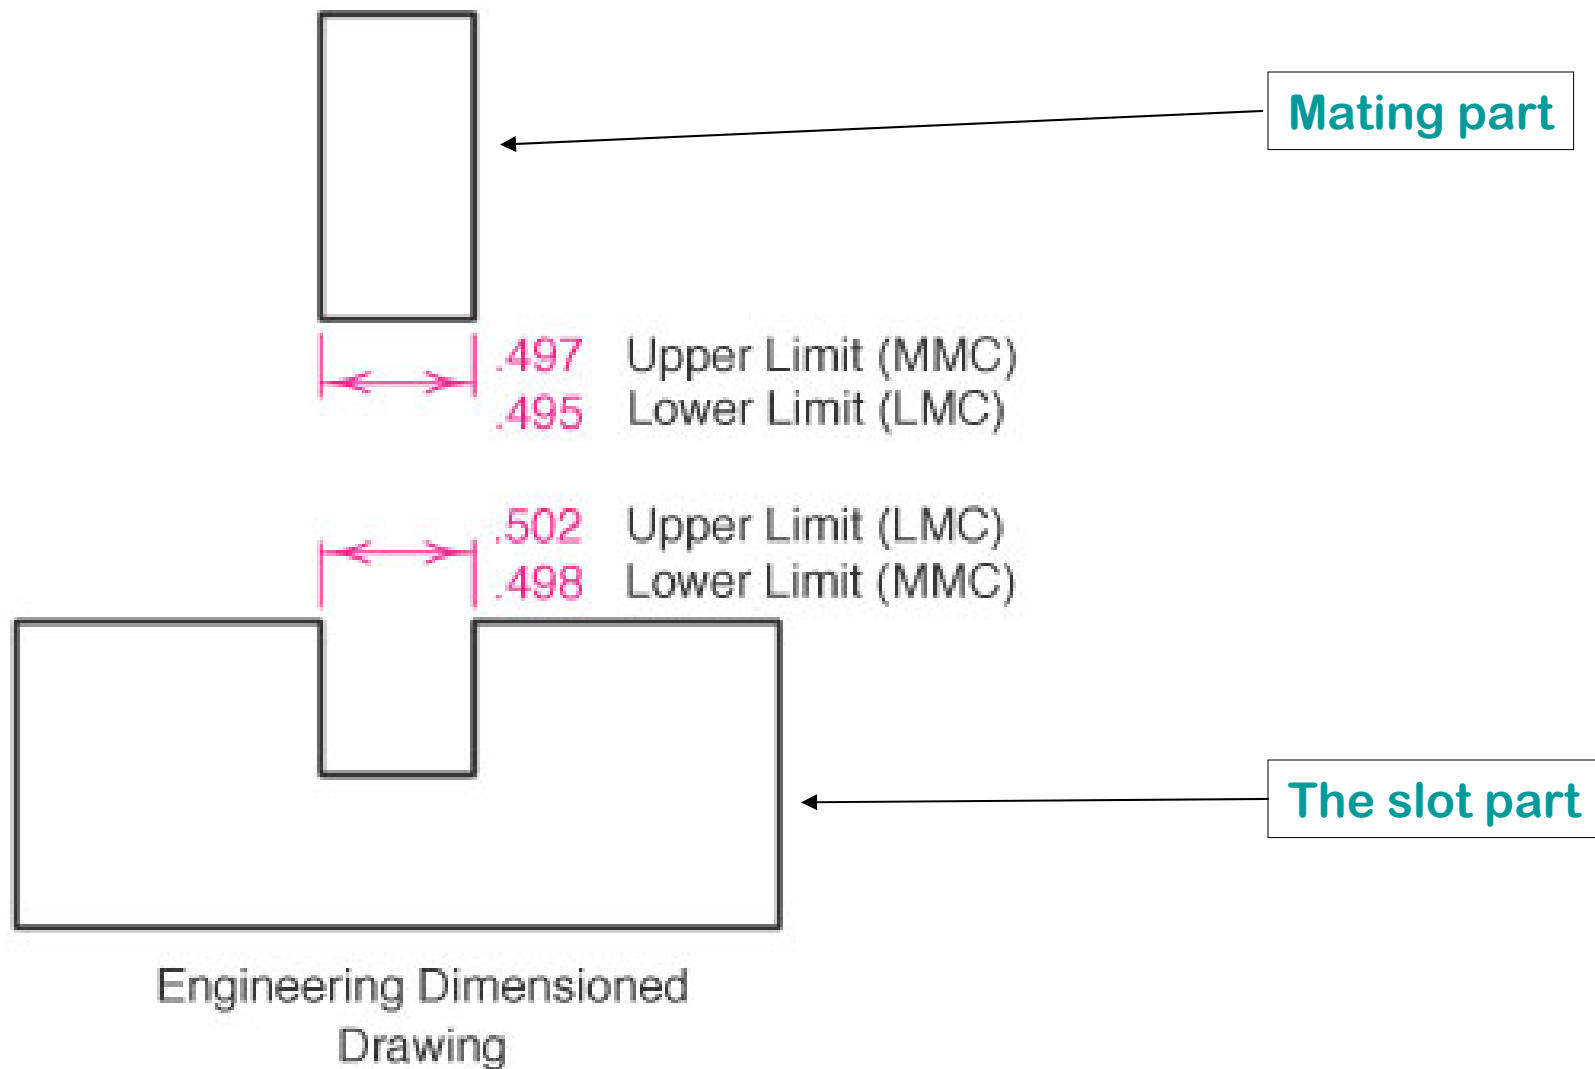 Mating part
.497 Upper Limit (MMC)
.495 Lower Limit (LMC)
.502 Upper Limit (LMC)
.498 Lower Limit (MMC)
The slot part
Engineering Dimensioned
Drawing